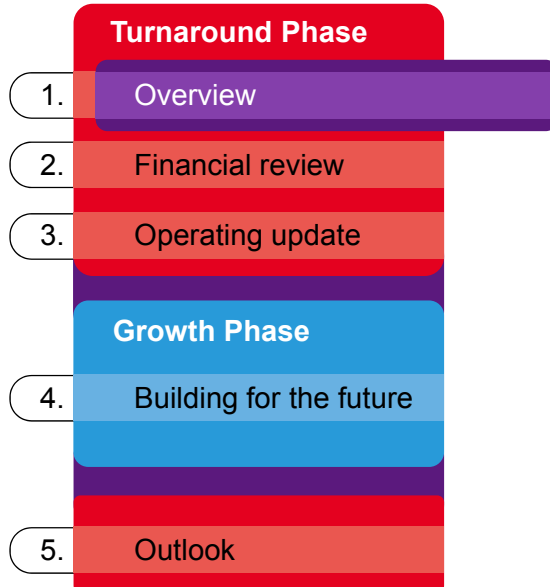 Turnaround Phase
1. Overview
2. Financial review
3. Operating update
Growth Phase
4. Building for the future
5. Outlook